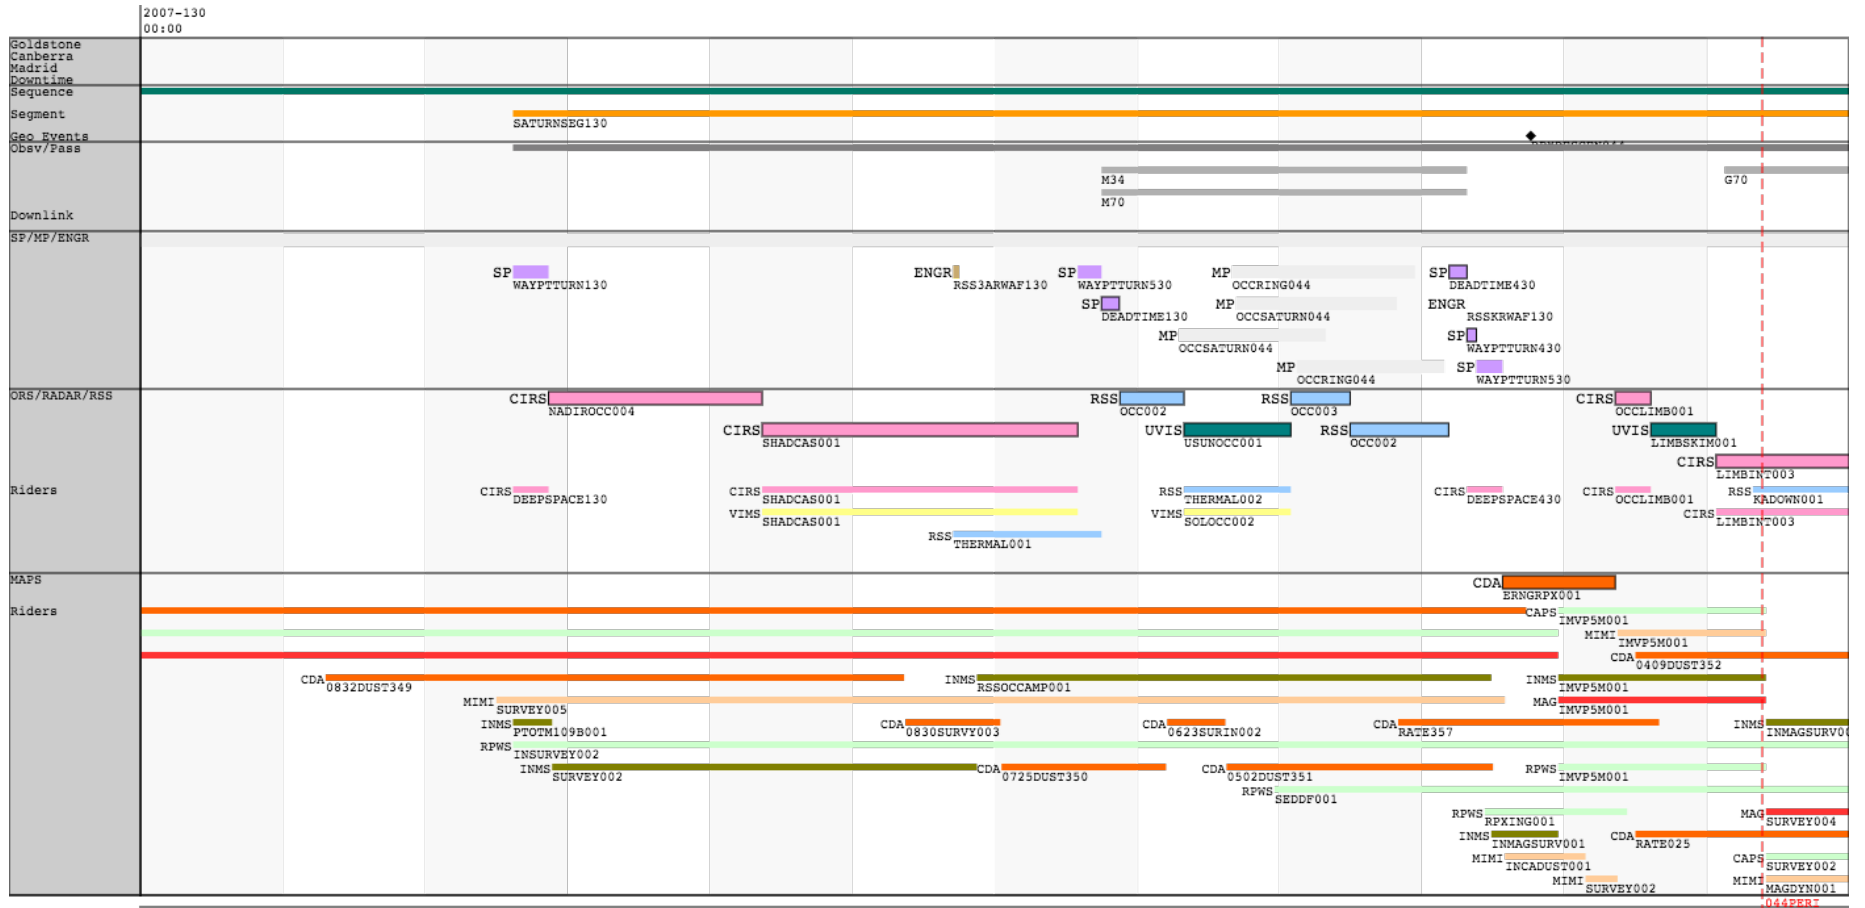 2007-130
00:00
Goldstone
Canberra
Madrid
Downtime
Sequence
Segment
SATURNSEG130
Geo Events
Obsv/Pass
M34
G70
M70
Downlink
SP/MP/ENGR
SP WAYPTTURN130
ENGR RSS3ARWAF130
SP WAYPTTURN530
MP OCCRING044
SP DEADTIME430
SP DEADTIME130
MP OCCSATURN044
ENGR RSSKRWAF130
MP OCCSATURN044
SP WAYPTTURN430
MP OCCRING044
SP WAYPTTURN530
ORS/RADAR/RSS
CIRS NADIROCC004
RSS OCC002
RSS OCC003
CIRS OCCLIMB001
CIRS SHADCAS001
UVIS USUNOCC001
RSS OCC002
UVIS LIMBSKIM001
CIRS LIMBINT003
Riders
CIRS DEEPSPACE130
CIRS SHADCAS001
RSS THERMAL002
CIRS DEEPSPACE430
CIRS OCCLIMB001
RSS KADOWN001
VIMS SHADCAS001
VIMS SOLOCC002
CIRS LIMBINT003
RSS THERMAL001
MAPS
CDA ERNGRPX001
Riders
CAPS IMVP5M001
MIMI IMVP5M001
CDA 0409DUST352
CDA 0832DUST349
INMS RSSOCCAMP001
INMS IMVP5M001
MIMI SURVEY005
MAG IMVP5M001
INMS PTOTM109B001
CDA 0830SURVY003
CDA 0623SURIN002
CDA RATE357
INMS INMAGSURV00
RPWS INSURVEY002
INMS SURVEY002
CDA 0725DUST350
CDA 0502DUST351
RPWS IMVP5M001
RPWS SEDDF001
RPWS RPXING001
MAG SURVEY004
INMS INMAGSURV001
CDA RATE025
MIMI INCADUST001
CAPS SURVEY002
MIMI SURVEY002
MIMI MAGDYN001
044PERI